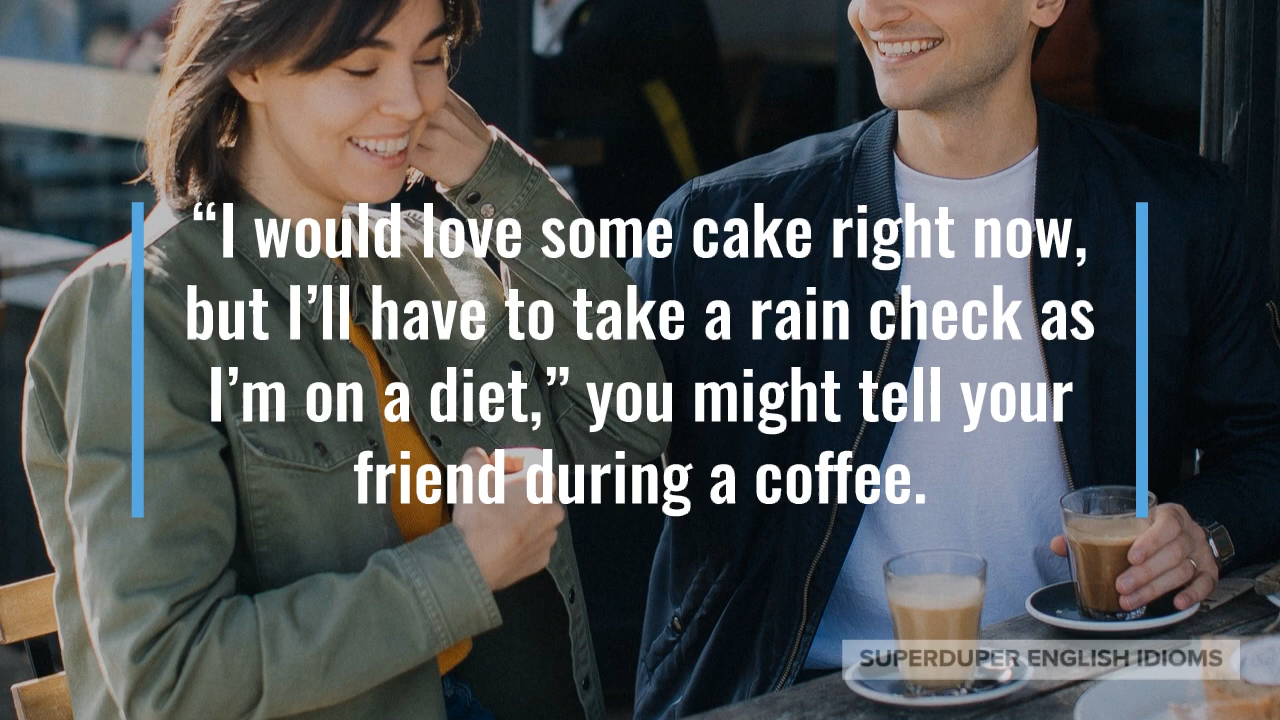 “I would love some cake right now,
but I’ll have to take a rain check as
I’m on a diet,” you might tell your
friend during a coffee.
SUPERDUPER ENGLISH IDIOMS